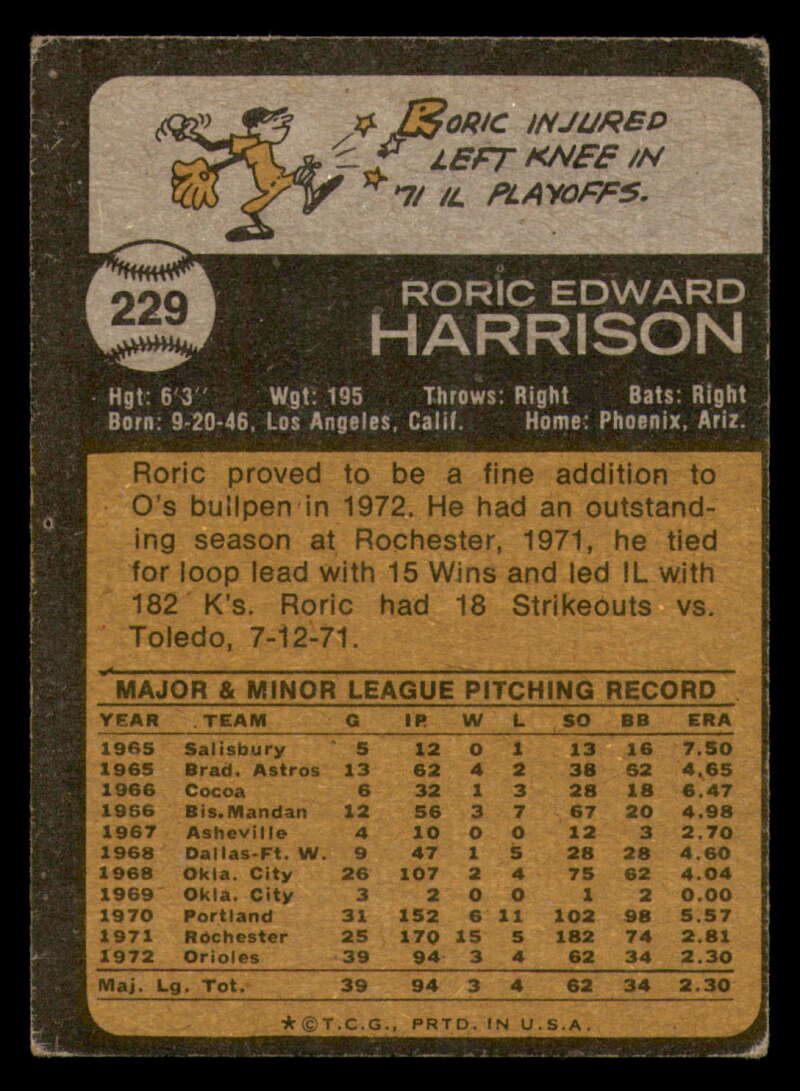 RORIC INJURED
LEFT KNEE IN
'71 IL PLAYOFFS.
229
RORIC EDWARD
HARRISON
Hgt: 6'3" Wgt: 195 Throws: Right Bats: Right
Born: 9-20-46, Los Angeles, Calif. Home: Phoenix, Ariz.
Roric proved to be a fine addition to
O's bullpen in 1972. He had an outstand-
ing season at Rochester, 1971, he tied
for loop lead with 15 Wins and led IL with
182 K's. Roric had 18 Strikeouts vs.
Toledo, 7-12-71.
MAJOR & MINOR LEAGUE PITCHING RECORD
YEAR TEAM G IP. W L SO BB ERA
1965 Salisbury 5 12 0 1 13 16 7.50
1965 Brad. Astros 13 62 4 2 38 62 4.65
1966 Cocoa 6 32 1 3 28 18 6.47
1966 Bis.Mandan 12 56 3 7 67 20 4.98
1967 Asheville 4 10 0 0 12 3 2.70
1968 Dallas-Ft. W. 9 47 1 5 28 28 4.60
1968 Okla. City 26 107 2 4 75 62 4.04
1969 Okla. City 3 2 0 0 1 2 0.00
1970 Portland 31 152 6 11 102 98 5.57
1971 Rochester 25 170 15 5 182 74 2.81
1972 Orioles 39 94 3 4 62 34 2.30
Maj. Lg. Tot. 39 94 3 4 62 34 2.30
*©T.C.G., PRTD. IN U.S.A.